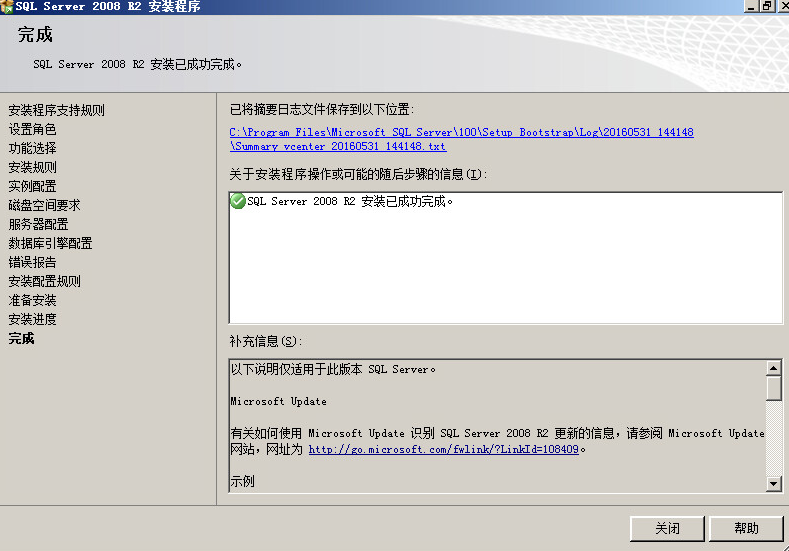 SQL Server 2008 R2 安装程序
完成
SQL Server 2008 R2 安装已成功完成。
安装程序支持规则
设置角色
功能选择
安装规则
实例配置
磁盘空间要求
服务器配置
数据库引擎配置
错误报告
安装配置规则
准备安装
安装进度
完成
已将摘要日志文件保存到以下位置:
C:\Program Files\Microsoft SQL Server\100\Setup Bootstrap\Log\20160531_144148
\Summary_vcenter_20160531_144148.txt
关于安装程序操作或可能的随后步骤的信息(I):
SQL Server 2008 R2 安装已成功完成。
补充信息(S):
以下说明仅适用于此版本 SQL Server。
Microsoft Update
有关如何使用 Microsoft Update 识别 SQL Server 2008 R2 更新的信息，请参阅 Microsoft Update
网站，网址为 http://go.microsoft.com/fwlink/?LinkId=108409。
示例
关闭
帮助